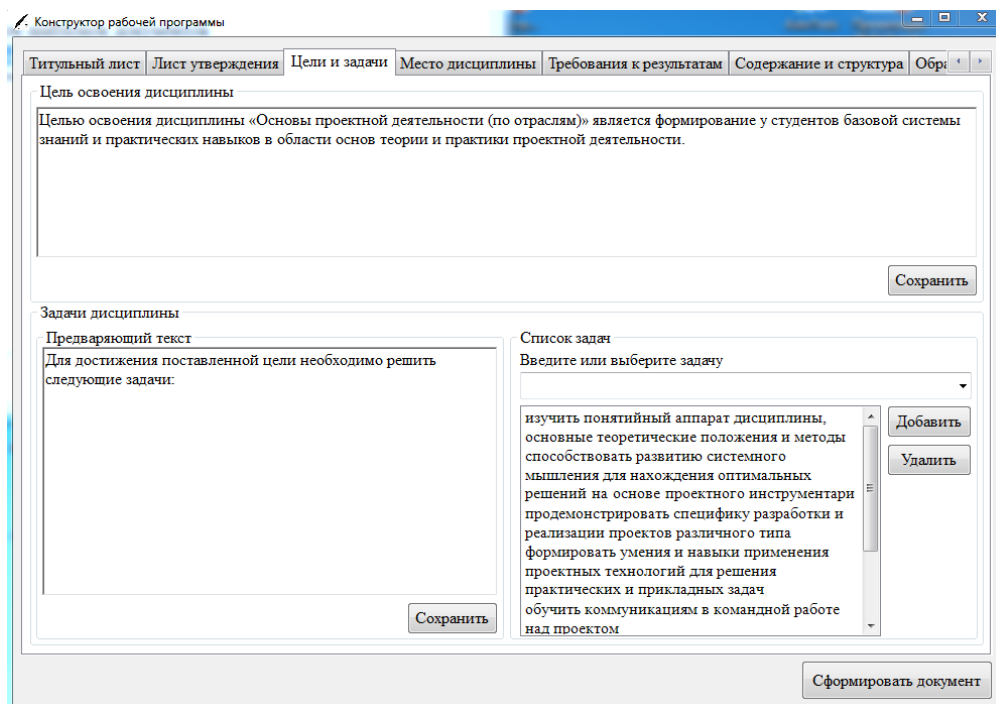 Конструктор рабочей программы
Титульный лист Лист утверждения Цели и задачи Место дисциплины Требования к результатам Содержание и структура Обра
Цель освоения дисциплины
Целью освоения дисциплины «Основы проектной деятельности (по отраслям)» является формирование у студентов базовой системы
знаний и практических навыков в области основ теории и практики проектной деятельности.
Сохранить
Задачи дисциплины
Предваряющий текст
Для достижения поставленной цели необходимо решить
следующие задачи:
Сохранить
Список задач
Введите или выберите задачу
изучить понятийный аппарат дисциплины,
основные теоретические положения и методы
способствовать развитию системного
мышления для нахождения оптимальных
решений на основе проектного инструментари
продемонстрировать специфику разработки и
реализации проектов различного типа
формировать умения и навыки применения
проектных технологий для решения
практических и прикладных задач
обучить коммуникациям в командной работе
над проектом
Добавить
Удалить
Сформировать документ